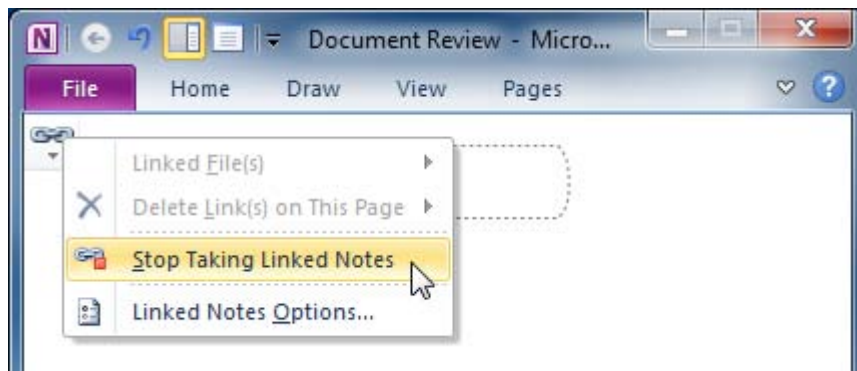 N Document Review - Micro...
File Home Draw View Pages ?
Linked File(s)
Delete Link(s) on This Page
Stop Taking Linked Notes
Linked Notes Options...